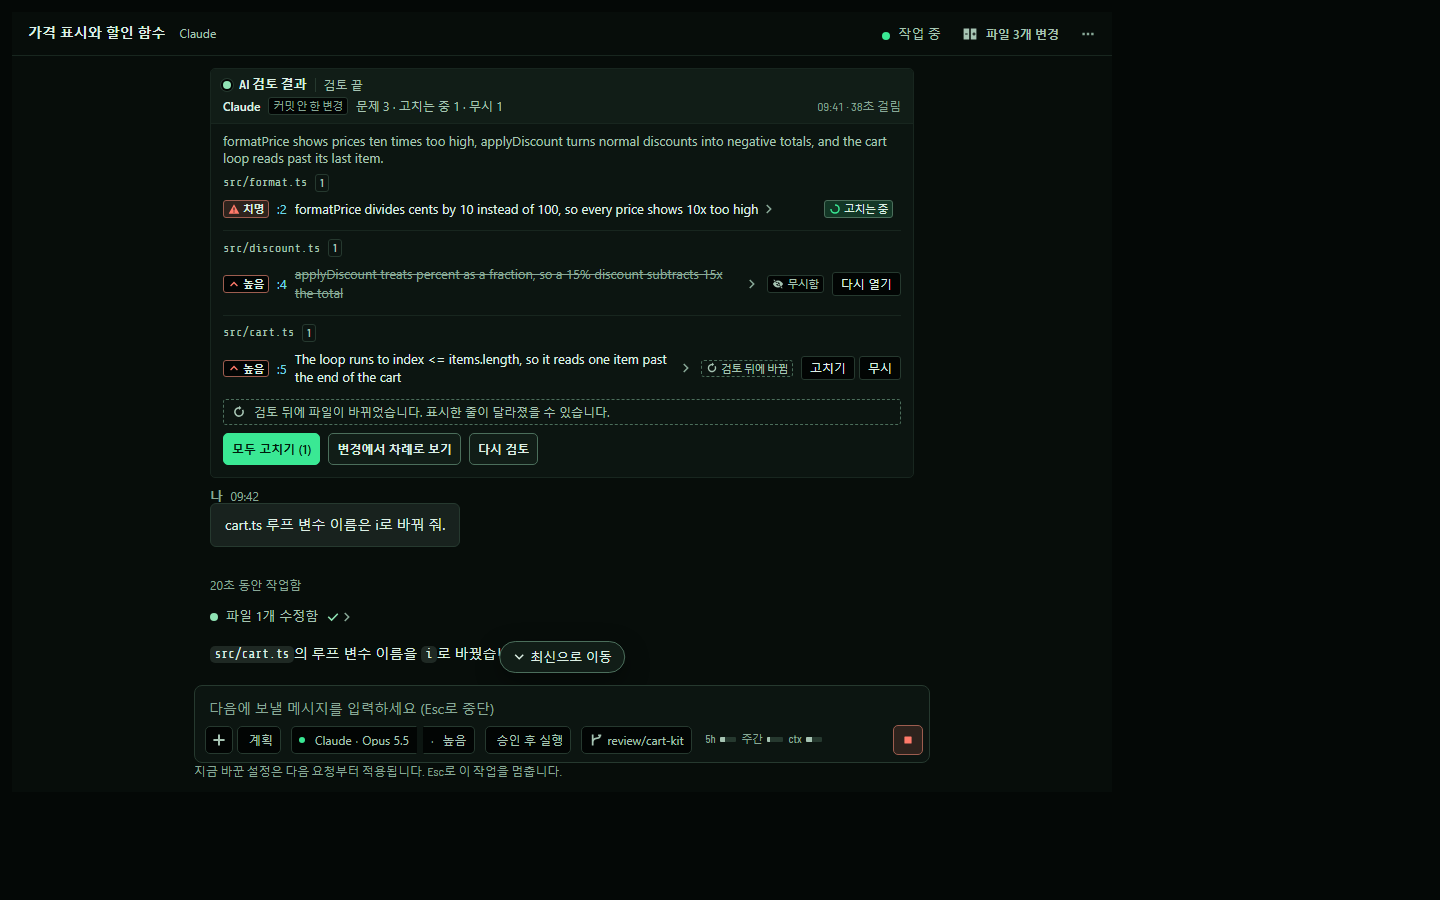 가격 표시와 할인 함수 Claude
작업 중 파일 3개 변경
AI 검토 결과 검토 끝
Claude 커밋 안 한 변경 문제 3 · 고치는 중 1 · 무시 1 09:41 · 38초 걸림
formatPrice shows prices ten times too high, applyDiscount turns normal discounts into negative totals, and the cart
loop reads past its last item.
src/format.ts 1
치명 :2 formatPrice divides cents by 10 instead of 100, so every price shows 10x too high 고치는 중
src/discount.ts 1
높음 :4 applyDiscount treats percent as a fraction, so a 15% discount subtracts 15x
the total
무시함 다시 열기
src/cart.ts 1
높음 :5 The loop runs to index <= items.length, so it reads one item past
the end of the cart
검토 뒤에 바뀜 고치기 무시
검토 뒤에 파일이 바뀌었습니다. 표시한 줄이 달라졌을 수 있습니다.
모두 고치기 (1) 변경에서 차례로 보기 다시 검토
나 09:42
cart.ts 루프 변수 이름은 i로 바꿔 줘.
20초 동안 작업함
파일 1개 수정함
src/cart.ts의 루프 변수 이름을 i로 바꿨습
최신으로 이동
다음에 보낼 메시지를 입력하세요 (Esc로 중단)
계획 Claude · Opus 5.5 · 높음 승인 후 실행 review/cart-kit 5h 주간 ctx
지금 바꾼 설정은 다음 요청부터 적용됩니다. Esc로 이 작업을 멈춥니다.